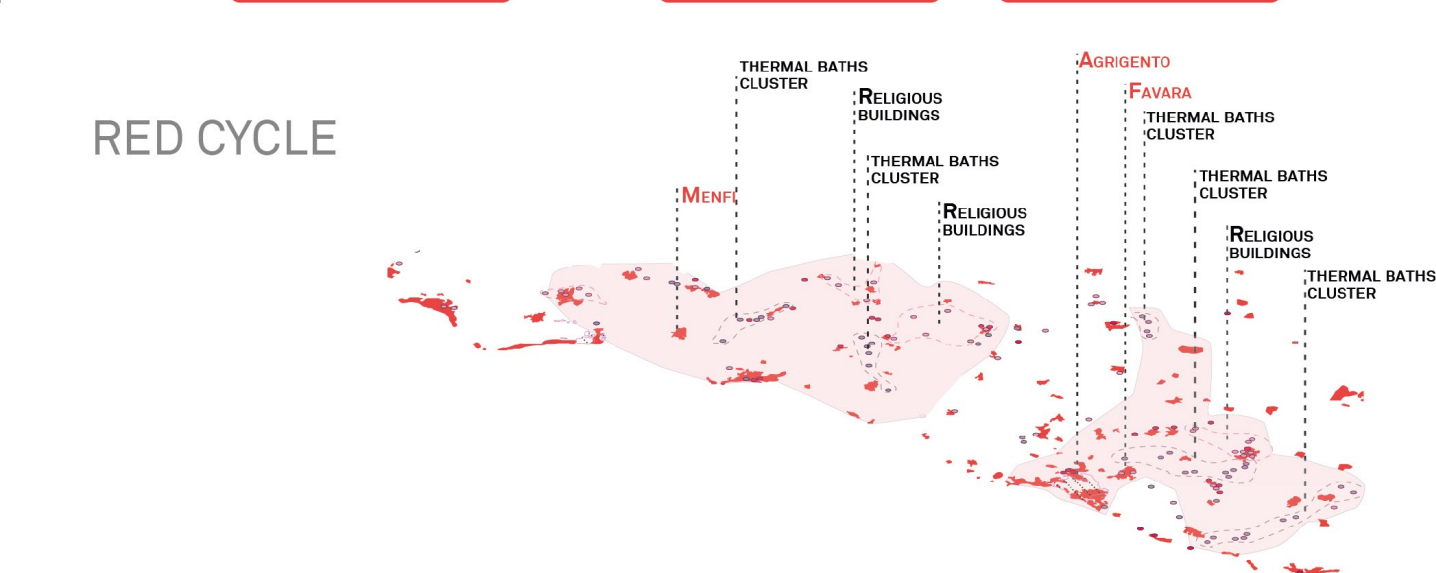 RED CYCLE
MENFI
THERMAL BATHS
CLUSTER
RELIGIOUS
BUILDINGS
THERMAL BATHS
CLUSTER
RELIGIOUS
BUILDINGS
AGRIGENTO
FAVARA
THERMAL BATHS
CLUSTER
THERMAL BATHS
CLUSTER
RELIGIOUS
BUILDINGS
THERMAL BATHS
CLUSTER